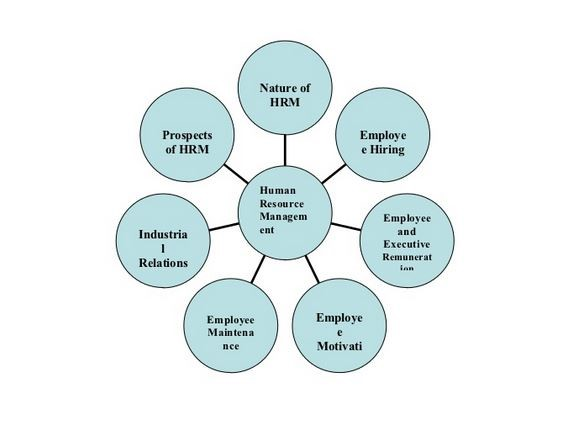 Nature of
HRM
Employe
e Hiring
Employee
and
Executive
Remunerat
ion
Employe
e
Motivati
Employee
Maintena
nce
Industria
l
Relations
Prospects
of HRM
Human
Resource
Managem
ent